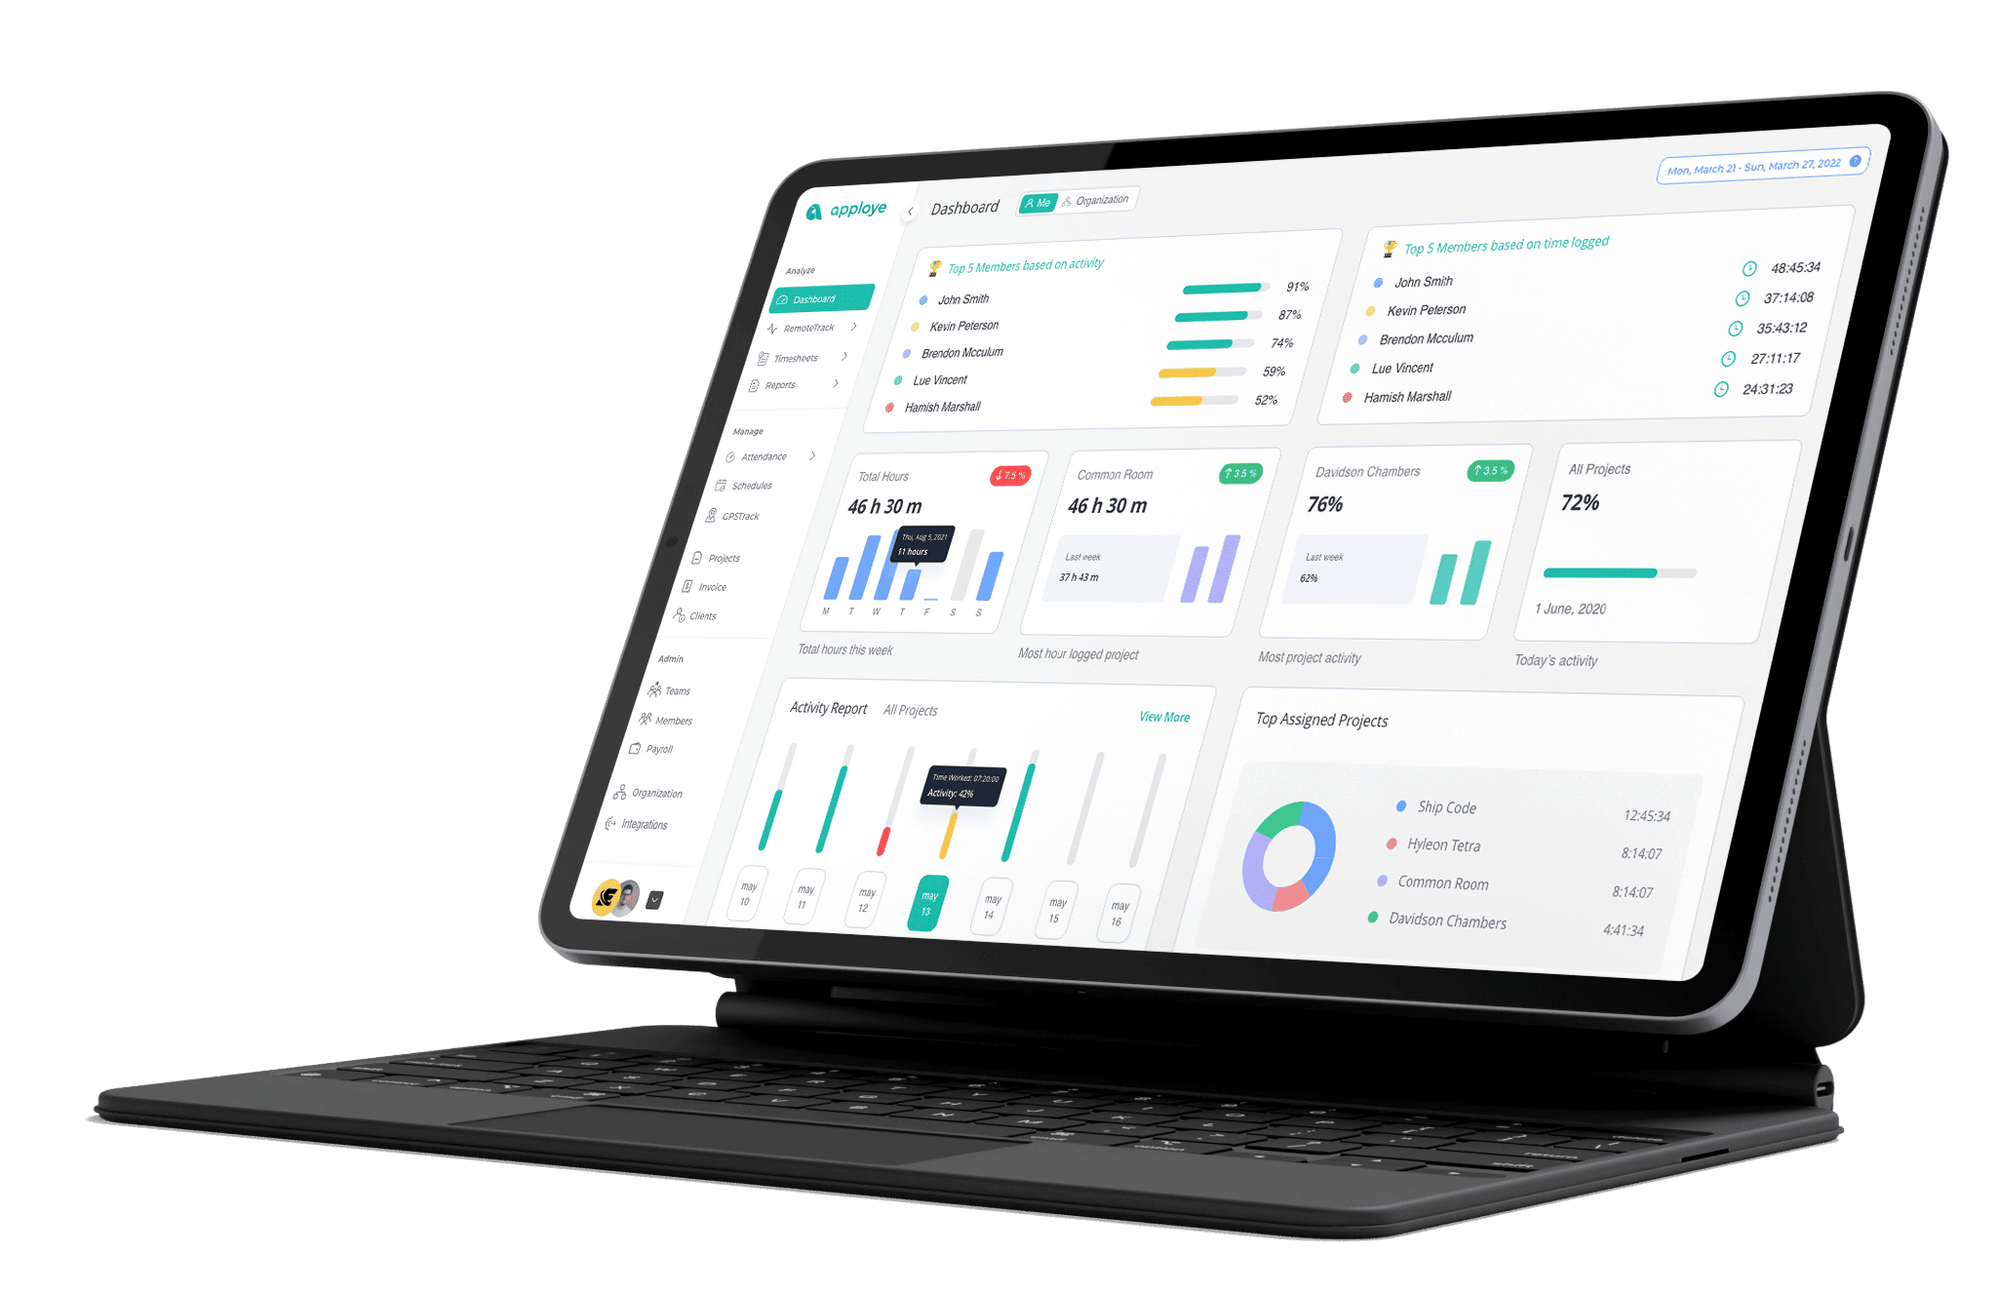 apploye
Dashboard
Me
Organization
Mon, March 21 - Sun, March 27, 2022
Analyze
Dashboard
RemoteTrack
Timesheets
Reports
Manage
Attendance
Schedules
GPSTrack
Projects
Invoice
Clients
Admin
Teams
Members
Payroll
Organization
Integrations
Top 5 Members based on activity
John Smith 91%
Kevin Peterson 87%
Brendon Mcculum 74%
Lue Vincent 59%
Hamish Marshall 52%
Top 5 Members based on time logged
John Smith 48:45:34
Kevin Peterson 37:14:08
Brendon Mcculum 35:43:12
Lue Vincent 27:11:17
Hamish Marshall 24:31:23
Total Hours
↓ 7.5 %
46 h 30 m
Thu, Aug 5, 2021
11 hours
M T W T F S S
Total hours this week
Common Room
↑ 3.5 %
46 h 30 m
Last week
37 h 43 m
Most hour logged project
Davidson Chambers
↑ 3.5 %
76%
Last week
62%
Most project activity
All Projects
72%
1 June, 2020
Today's activity
Activity Report All Projects View More
Time Worked: 07:20:00
Activity: 42%
may may may may may may may
10 11 12 13 14 15 16
Top Assigned Projects
Ship Code 12:45:34
Hyleon Tetra 8:14:07
Common Room 8:14:07
Davidson Chambers 4:41:34
delete
return
shift
option